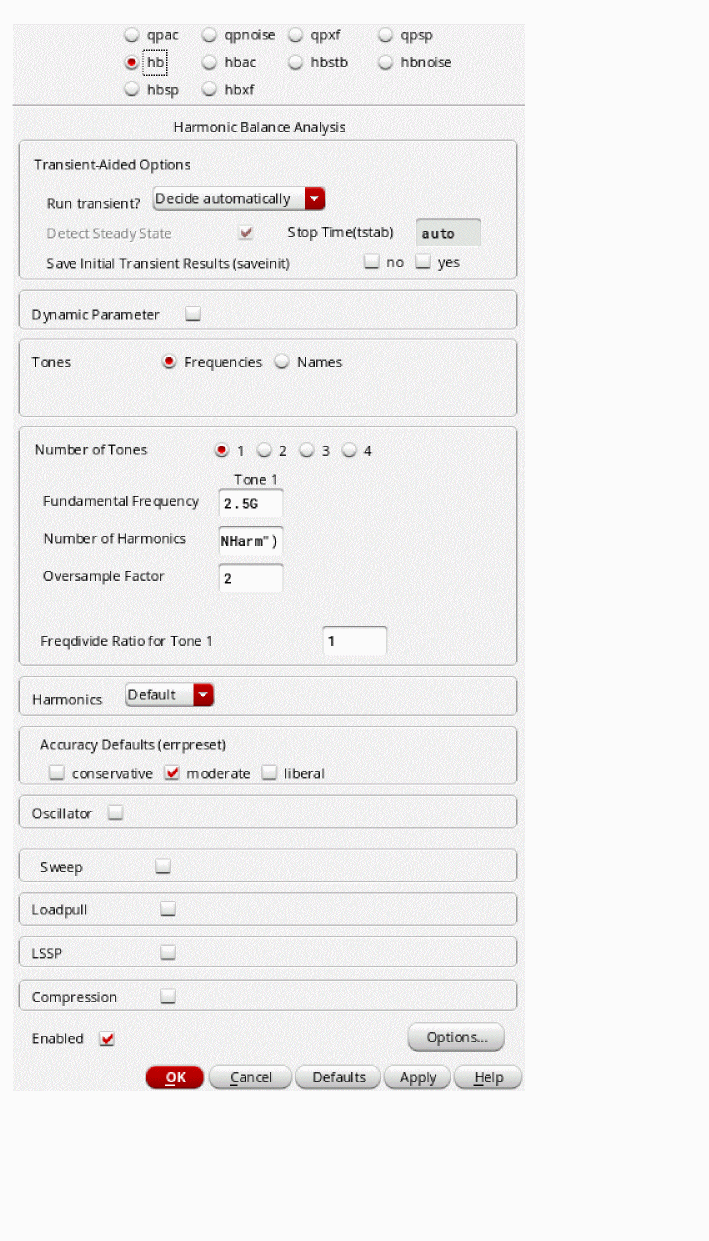 qpac qpnoise qpxf qpsp
hb hbac hbstb hbnoise
hbsp hbxf
Harmonic Balance Analysis
Transient-Aided Options
Run transient? Decide automatically
Detect Steady State Stop Time(tstab) auto
Save Initial Transient Results (saveinit) no yes
Dynamic Parameter
Tones Frequencies Names
Number of Tones 1 2 3 4
Tone 1
Fundamental Frequency 2.5G
Number of Harmonics NHarm")
Oversample Factor 2
Freqdivide Ratio for Tone 1 1
Harmonics Default
Accuracy Defaults (errpreset)
conservative moderate liberal
Oscillator
Sweep
Loadpull
LSSP
Compression
Enabled Options...
OK Cancel Defaults Apply Help